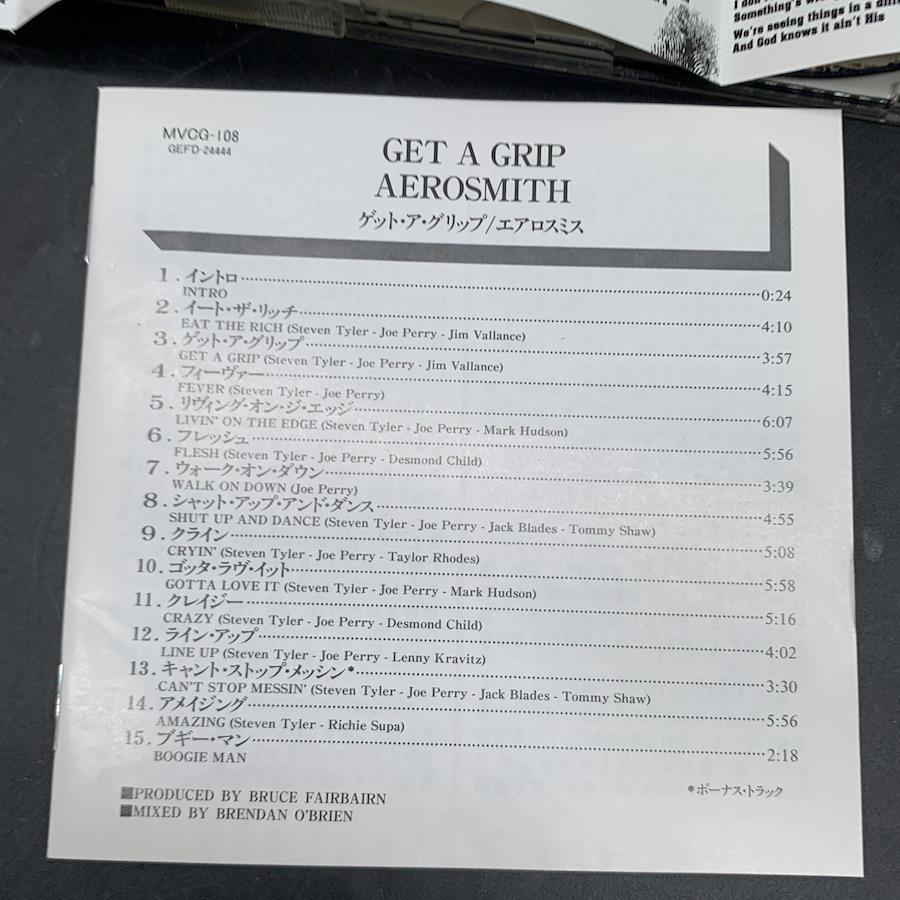 Something's
We're seeing things in a
And God knows it ain't His
MVCG-108
GEFD-24444
GET A GRIP
AEROSMITH
ゲット・ア・グリップ/エアロスミス
1.イントロ 0:24
INTRO
2.イート・ザ・リッチ 4:10
EAT THE RICH (Steven Tyler - Joe Perry - Jim Vallance)
3.ゲット・ア・グリップ 3:57
GET A GRIP (Steven Tyler - Joe Perry - Jim Vallance)
4.フィーヴァー 4:15
FEVER (Steven Tyler - Joe Perry)
5.リヴィング・オン・ジ・エッジ 6:07
LIVIN' ON THE EDGE (Steven Tyler - Joe Perry - Mark Hudson)
6.フレッシュ 5:56
FLESH (Steven Tyler - Joe Perry - Desmond Child)
7.ウォーク・オン・ダウン 3:39
WALK ON DOWN (Joe Perry)
8.シャット・アップ・アンド・ダンス 4:55
SHUT UP AND DANCE (Steven Tyler - Joe Perry - Jack Blades - Tommy Shaw)
9.クライン 5:08
CRYIN' (Steven Tyler - Joe Perry - Taylor Rhodes)
10.ゴッタ・ラヴ・イット 5:58
GOTTA LOVE IT (Steven Tyler - Joe Perry - Mark Hudson)
11.クレイジー 5:16
CRAZY (Steven Tyler - Joe Perry - Desmond Child)
12.ライン・アップ 4:02
LINE UP (Steven Tyler - Joe Perry - Lenny Kravitz)
13.キャント・ストップ・メッシン* 3:30
CAN'T STOP MESSIN' (Steven Tyler - Joe Perry - Jack Blades - Tommy Shaw)
14.アメイジング 5:56
AMAZING (Steven Tyler - Richie Supa)
15.ブギー・マン 2:18
BOOGIE MAN
*ボーナス・トラック
■PRODUCED BY BRUCE FAIRBAIRN
■MIXED BY BRENDAN O'BRIEN